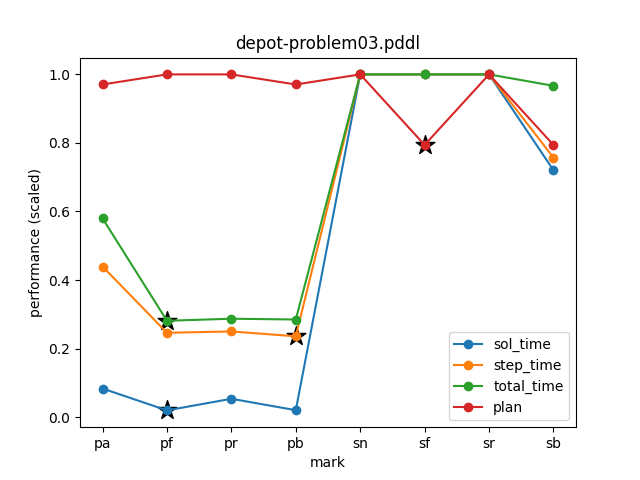 depot-problem03.pddl
performance (scaled)
1.0
0.8
0.6
0.4
0.2
0.0
pa pf pr pb sn sf sr sb
mark
sol_time
step_time
total_time
plan